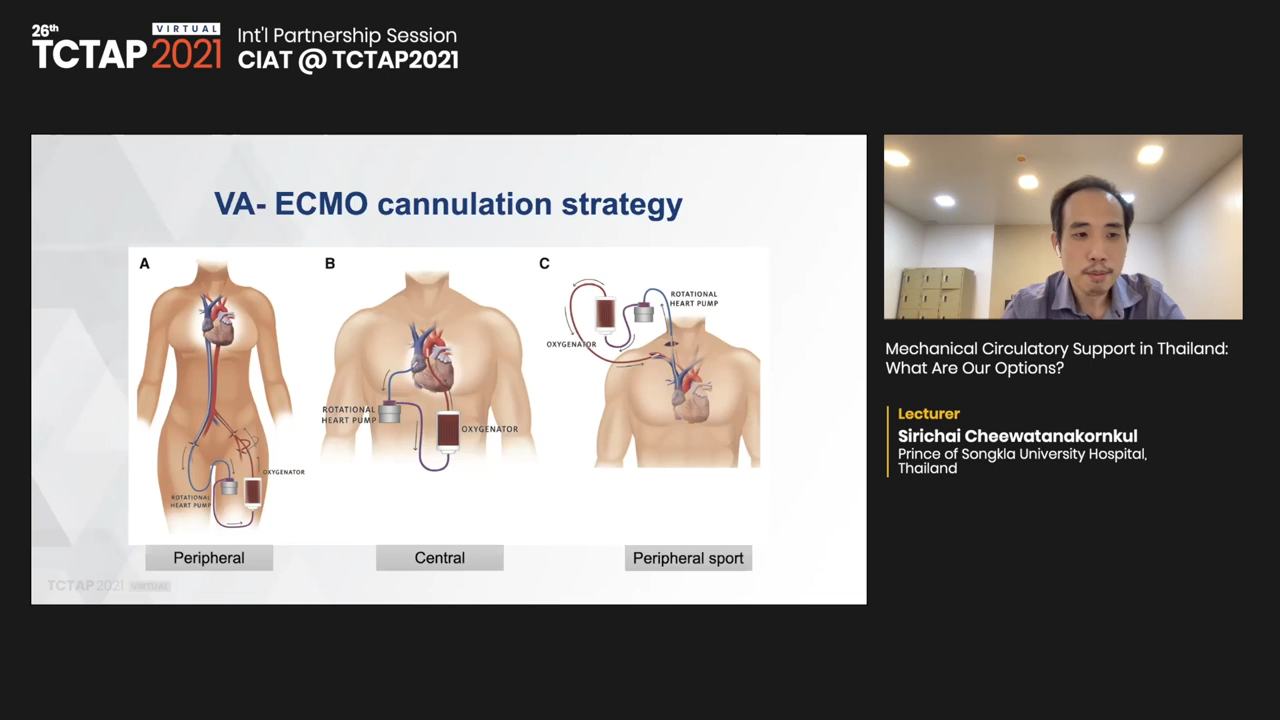 26th
VIRTUAL
TCTAP 2021
Int'l Partnership Session
CIAT @ TCTAP2021
VA- ECMO cannulation strategy
A
B
C
ROTATIONAL
HEART PUMP
OXYGENATOR
ROTATIONAL
HEART PUMP
OXYGENATOR
ROTATIONAL
HEART PUMP
OXYGENATOR
Peripheral
Central
Peripheral sport
TCTAP 2021 VIRTUAL
Mechanical Circulatory Support in Thailand:
What Are Our Options?
Lecturer
Sirichai Cheewatanakornkul
Prince of Songkla University Hospital,
Thailand